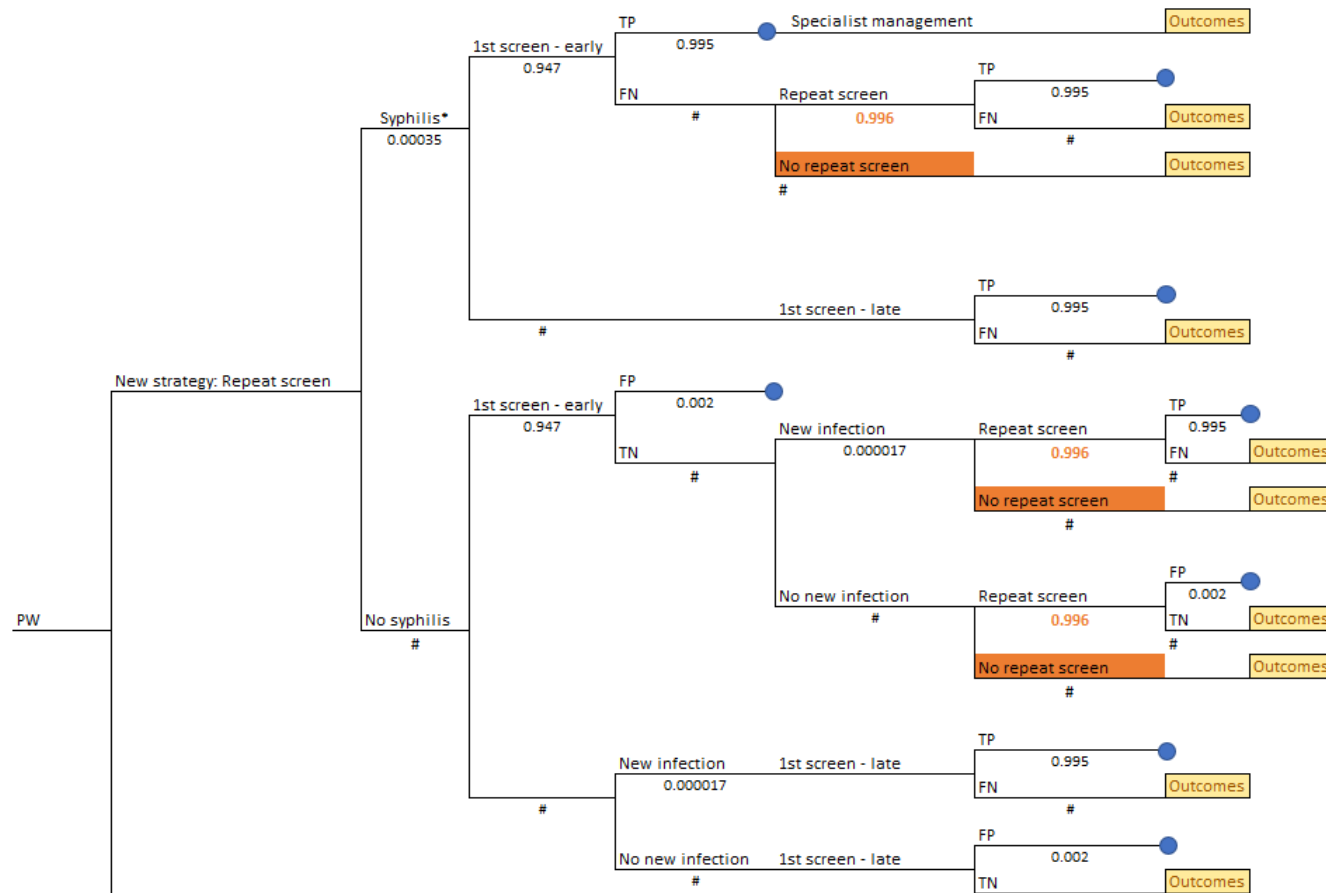 TP Specialist management Outcomes
1st screen - early 0.995
0.947 TP
FN Repeat screen 0.995
Syphilis* # 0.996 FN Outcomes
0.00035 #
No repeat screen Outcomes
#
TP
1st screen - late 0.995
# FN Outcomes
#
New strategy: Repeat screen FP
1st screen - early 0.002 TP
0.947 New infection Repeat screen 0.995
TN 0.000017 0.996 FN Outcomes
# #
No repeat screen Outcomes
#
FP
No new infection Repeat screen 0.002
PW No syphilis # 0.996 TN Outcomes
# #
No repeat screen Outcomes
#
TP
New infection 1st screen - late 0.995
0.000017 FN Outcomes
# #
FP
No new infection 1st screen - late 0.002
# TN Outcomes